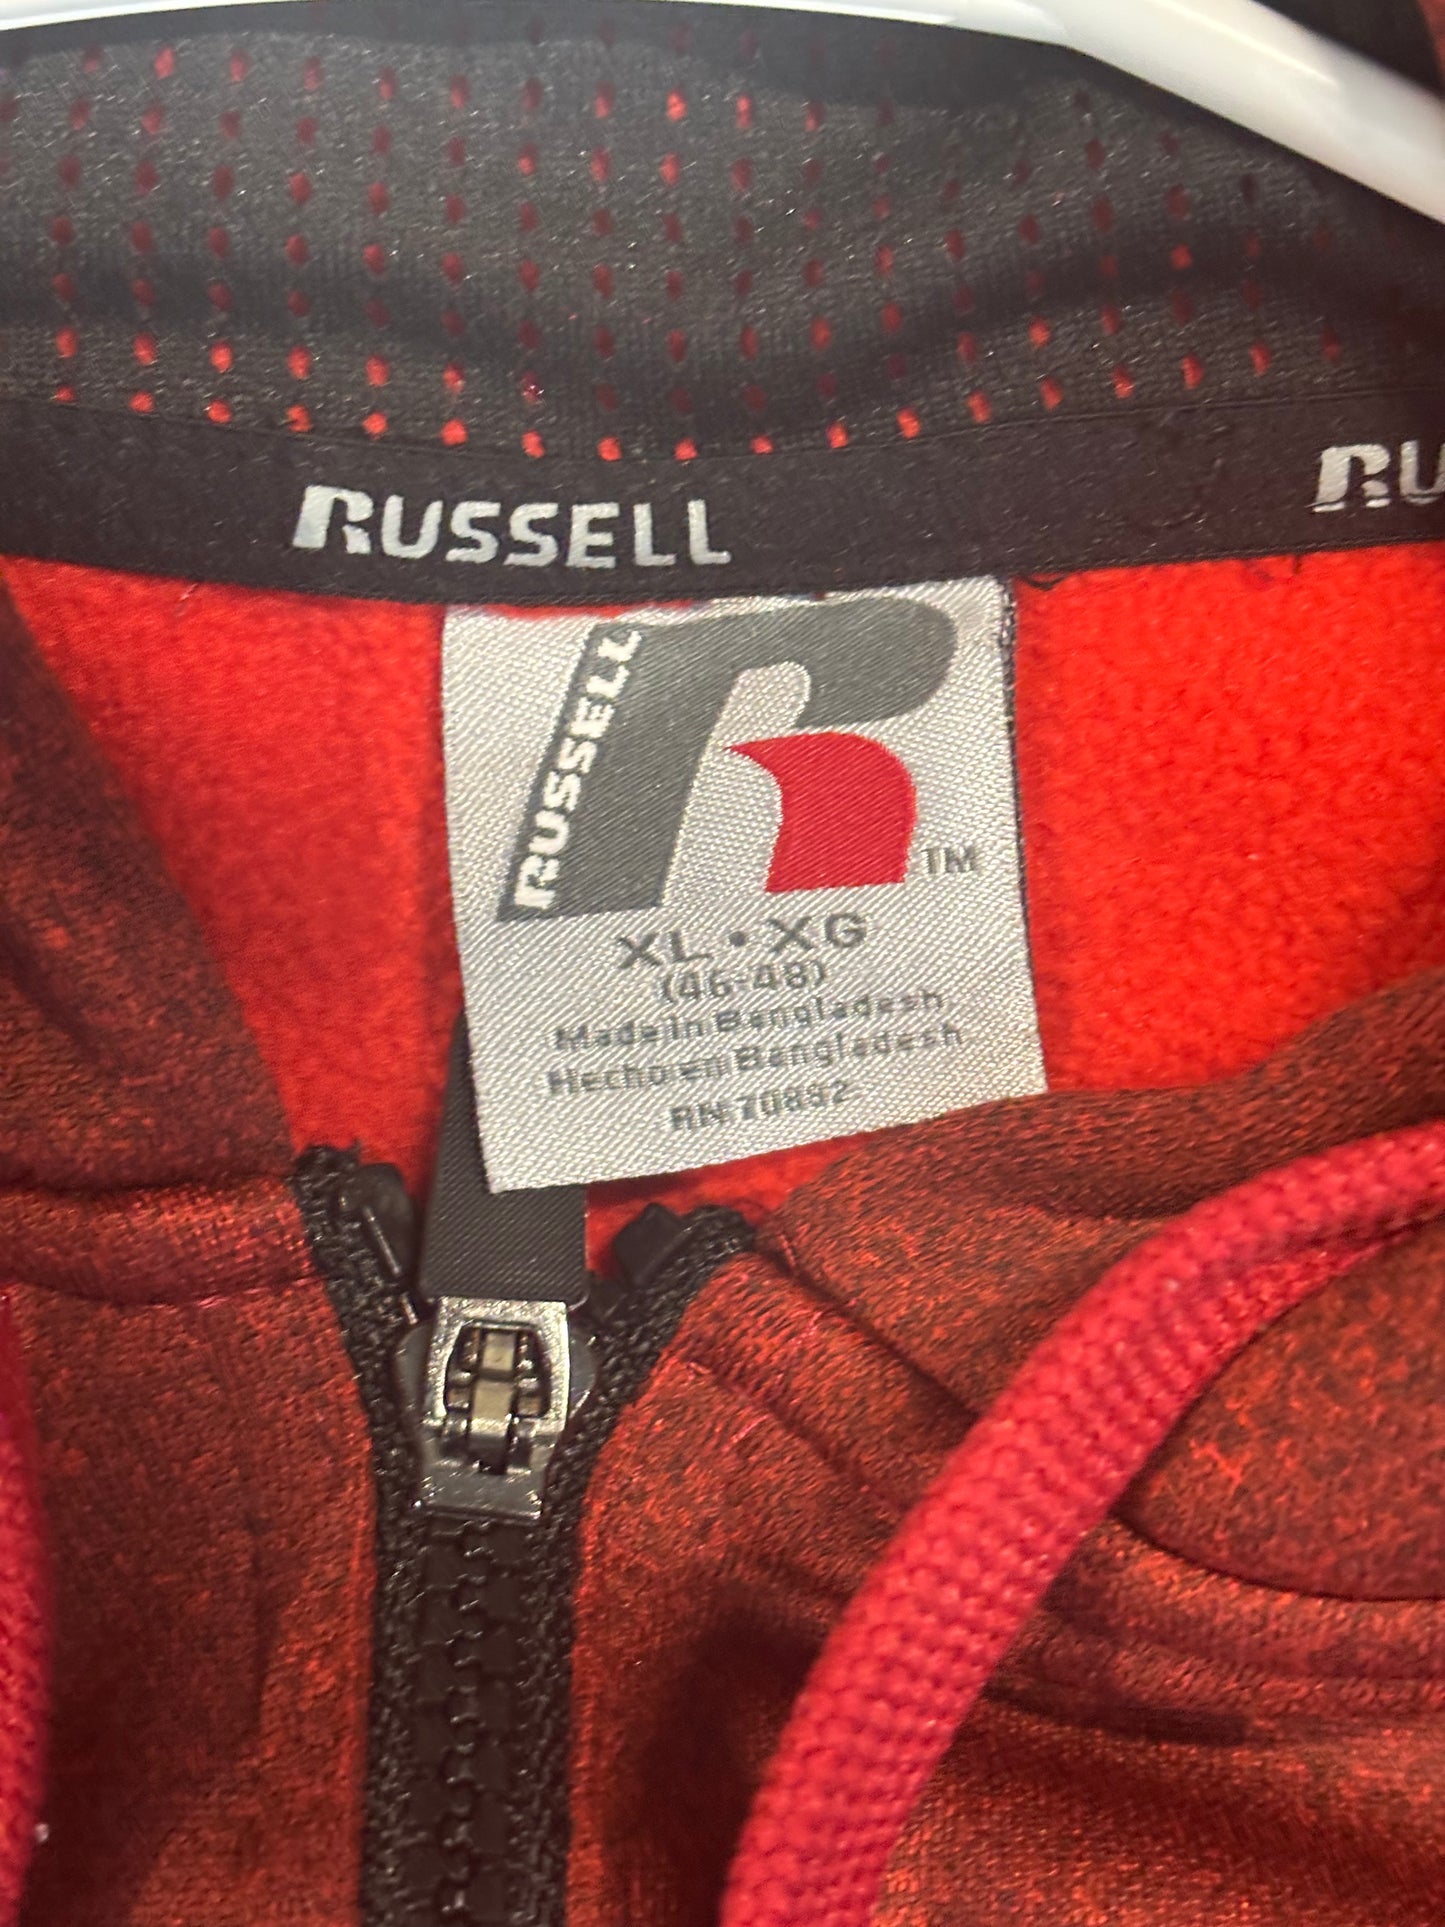 RUSSELL
RU
RUSSELL
R
TM
XL • XG
(46-48)
Made in Bangladesh
Hecho en Bangladesh
RN 70892